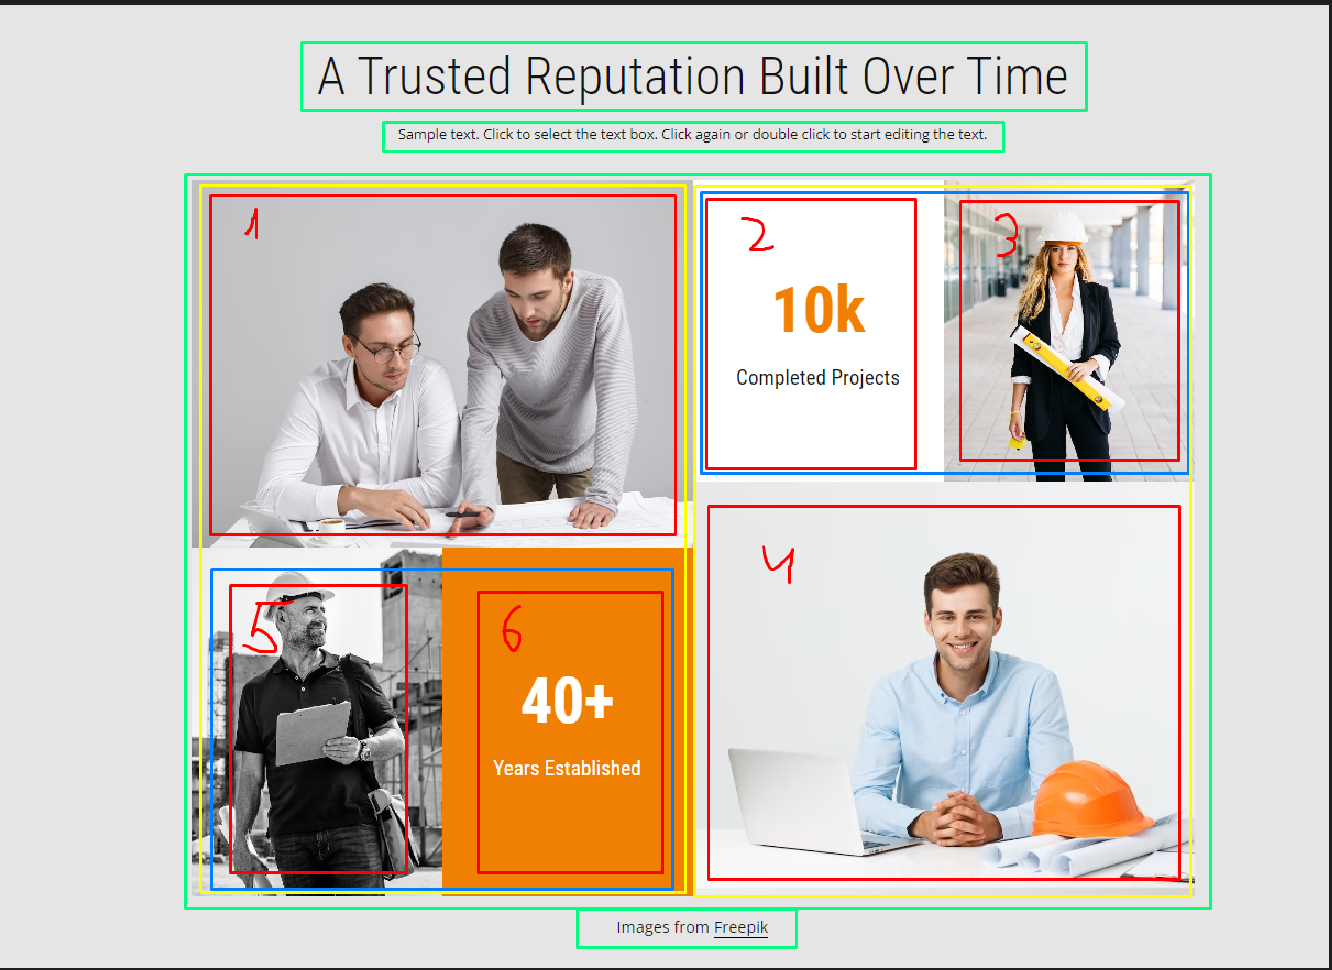 A Trusted Reputation Built Over Time
Sample text. Click to select the text box. Click again or double click to start editing the text.
1
2
3
10k
Completed Projects
4
5
6
40+
Years Established
Images from Freepik